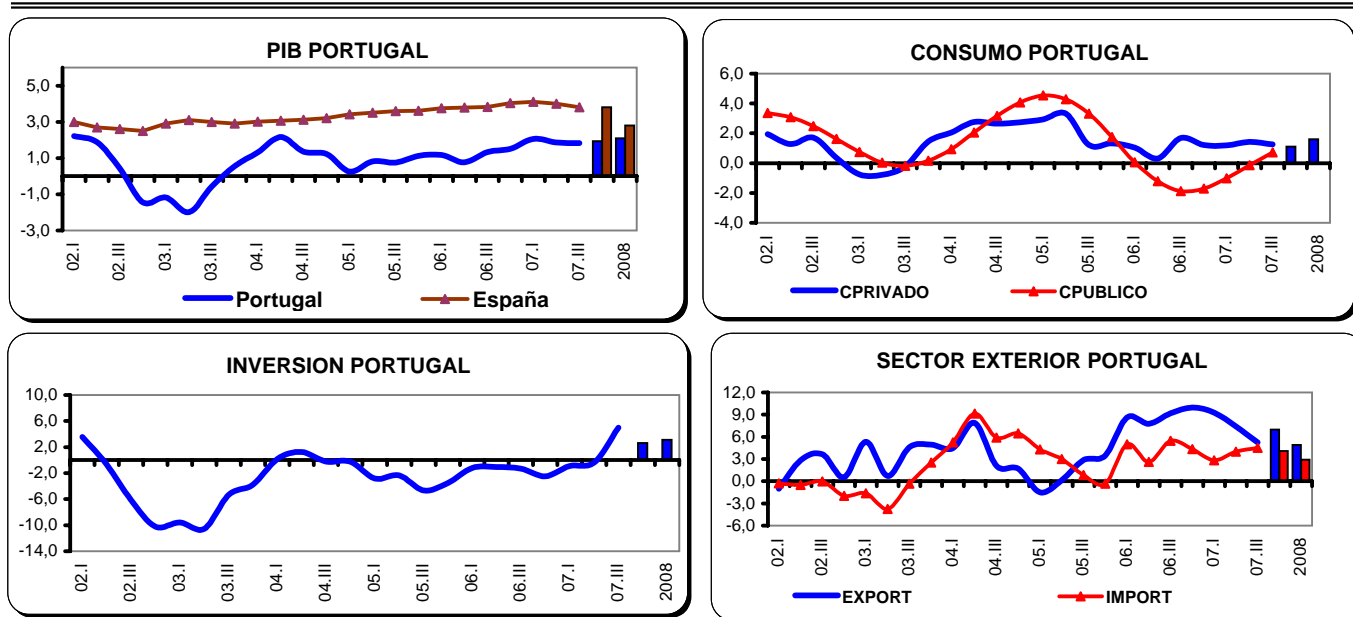 PIB PORTUGAL
5,0
3,0
1,0
-1,0
-3,0
02.I
02.III
03.I
03.III
04.I
04.III
05.I
05.III
06.I
06.III
07.I
07.III
2008
Portugal España
CONSUMO PORTUGAL
6,0
4,0
2,0
0,0
-2,0
-4,0
02.I
02.III
03.I
03.III
04.I
04.III
05.I
05.III
06.I
06.III
07.I
07.III
2008
CPRIVADO CPUBLICO
INVERSION PORTUGAL
10,0
6,0
2,0
-2,0
-6,0
-10,0
-14,0
02.I
02.III
03.I
03.III
04.I
04.III
05.I
05.III
06.I
06.III
07.I
07.III
2008
SECTOR EXTERIOR PORTUGAL
12,0
9,0
6,0
3,0
0,0
-3,0
-6,0
02.I
02.III
03.I
03.III
04.I
04.III
05.I
05.III
06.I
06.III
07.I
07.III
2008
EXPORT IMPORT